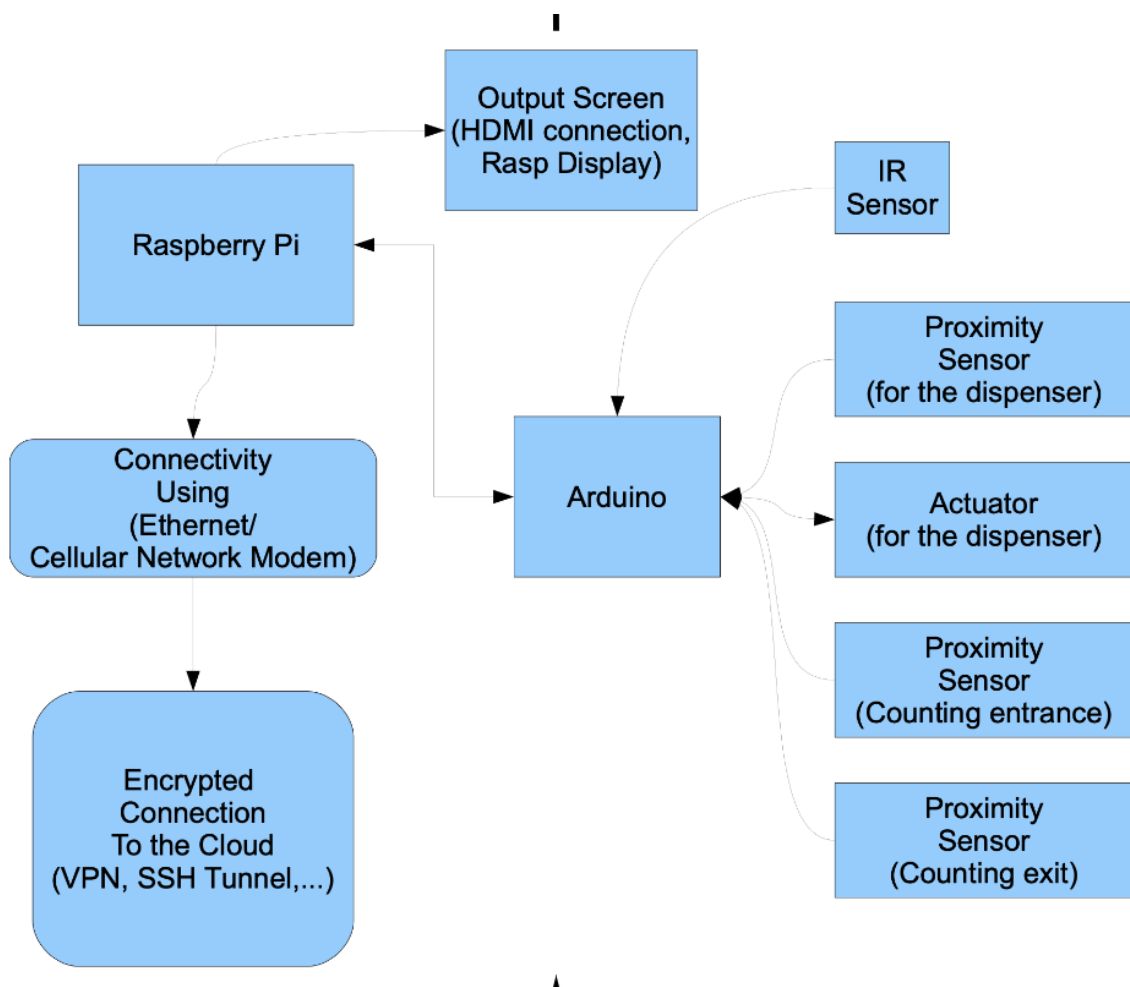 Output Screen
(HDMI connection,
Rasp Display)
IR
Sensor
Raspberry Pi
Proximity
Sensor
(for the dispenser)
Connectivity
Using
(Ethernet/
Cellular Network Modem)
Arduino
Actuator
(for the dispenser)
Proximity
Sensor
(Counting entrance)
Encrypted
Connection
To the Cloud
(VPN, SSH Tunnel,...)
Proximity
Sensor
(Counting exit)